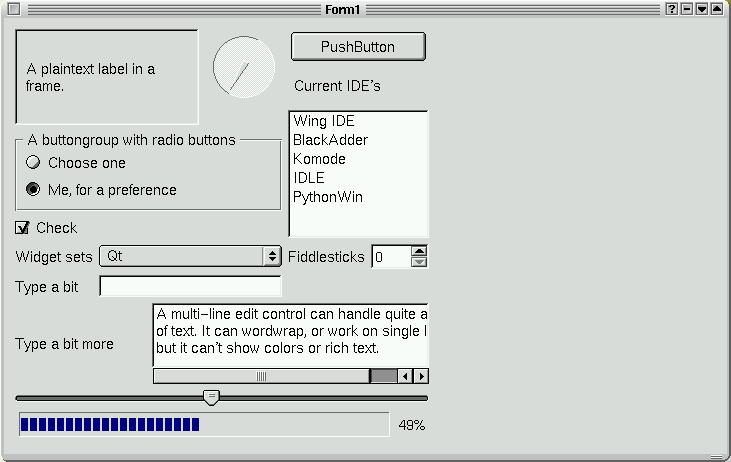 Form1
A plaintext label in a
frame.
PushButton
Current IDE's
Wing IDE
BlackAdder
Komode
IDLE
PythonWin
A buttongroup with radio buttons
Choose one
Me, for a preference
Check
Widget sets Qt
Fiddlesticks 0
Type a bit
Type a bit more
A multi-line edit control can handle quite a
of text. It can wordwrap, or work on single l
but it can't show colors or rich text.
49%